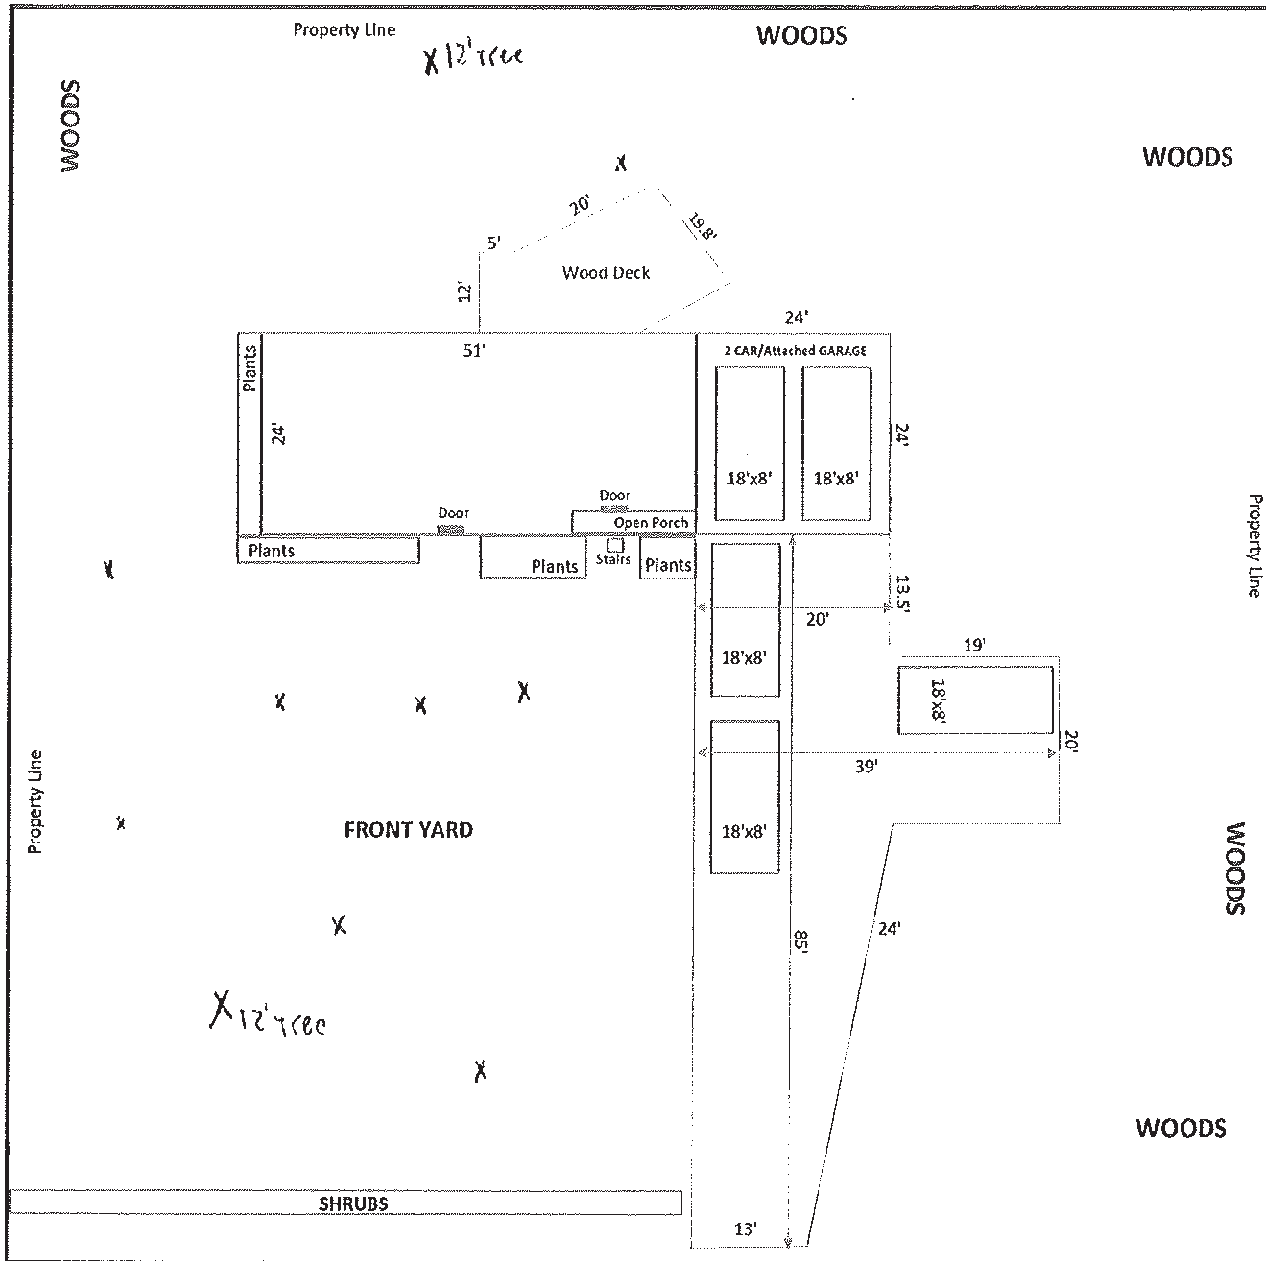 Property Line
WOODS
X 12' Tree
WOODS
WOODS
X
20'
19.8'
5'
Wood Deck
12'
24'
51'
2 CAR/Attached GARAGE
Plants
24'
24'
18'x8'
18'x8'
Door
Door
Open Porch
Property Line
Plants
Plants
Stairs
Plants
X
13.5'
20'
19'
18'x8'
18'x8'
X
X
X
20'
39'
Property Line
X
FRONT YARD
18'x8'
WOODS
X
24'
85'
X 12' Tree
X
WOODS
SHRUBS
13'